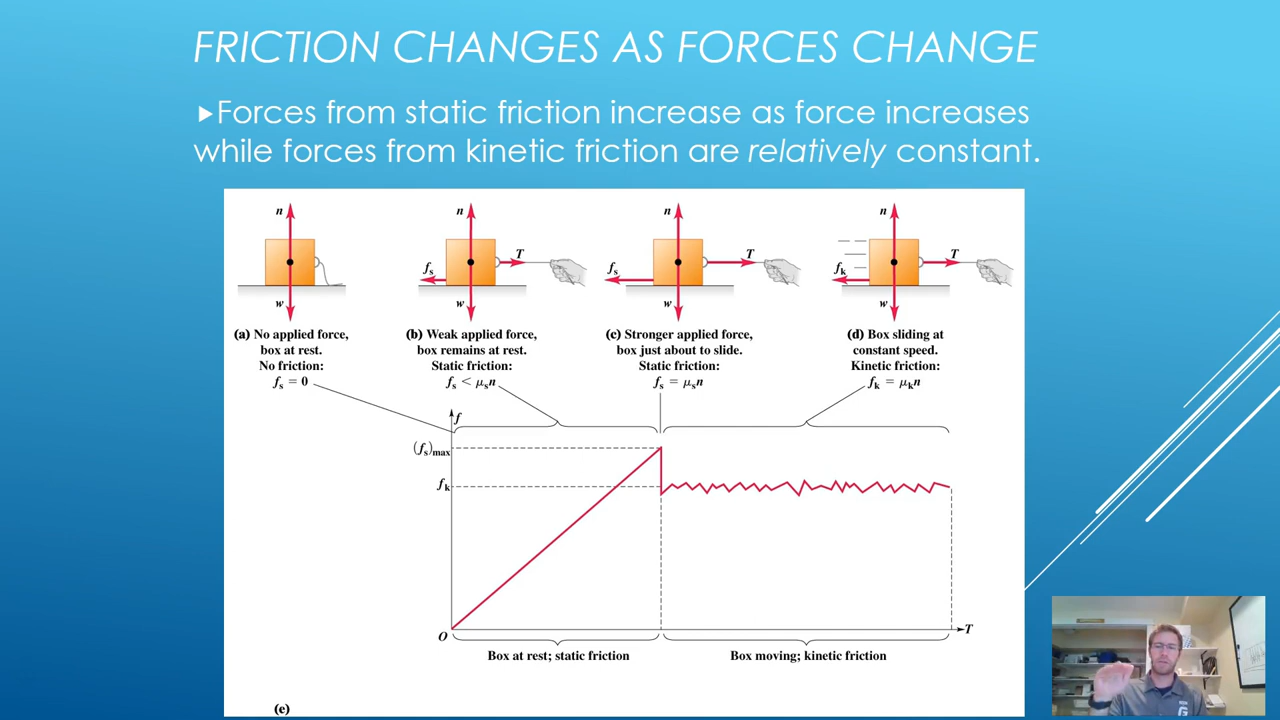 FRICTION CHANGES AS FORCES CHANGE
▶Forces from static friction increase as force increases
while forces from kinetic friction are relatively constant.
n n n n
T T T
fs fs fk
w w w w
(a) No applied force,
box at rest.
No friction:
fs = 0
(b) Weak applied force,
box remains at rest.
Static friction:
fs < μsn
(c) Stronger applied force,
box just about to slide.
Static friction:
fs = μsn
(d) Box sliding at
constant speed.
Kinetic friction:
fk = μkn
f
(fs)max
fk
O
T
Box at rest; static friction
Box moving; kinetic friction
(e)